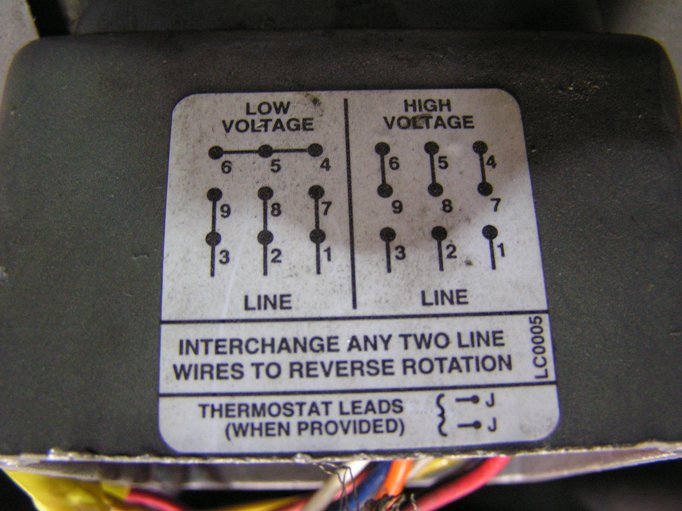 LOW
VOLTAGE
6 5 4
9 8 7
3 2 1
LINE
HIGH
VOLTAGE
6 5 4
9 8 7
3 2 1
LINE
INTERCHANGE ANY TWO LINE
WIRES TO REVERSE ROTATION
LC0005
THERMOSTAT LEADS
(WHEN PROVIDED)
J
J